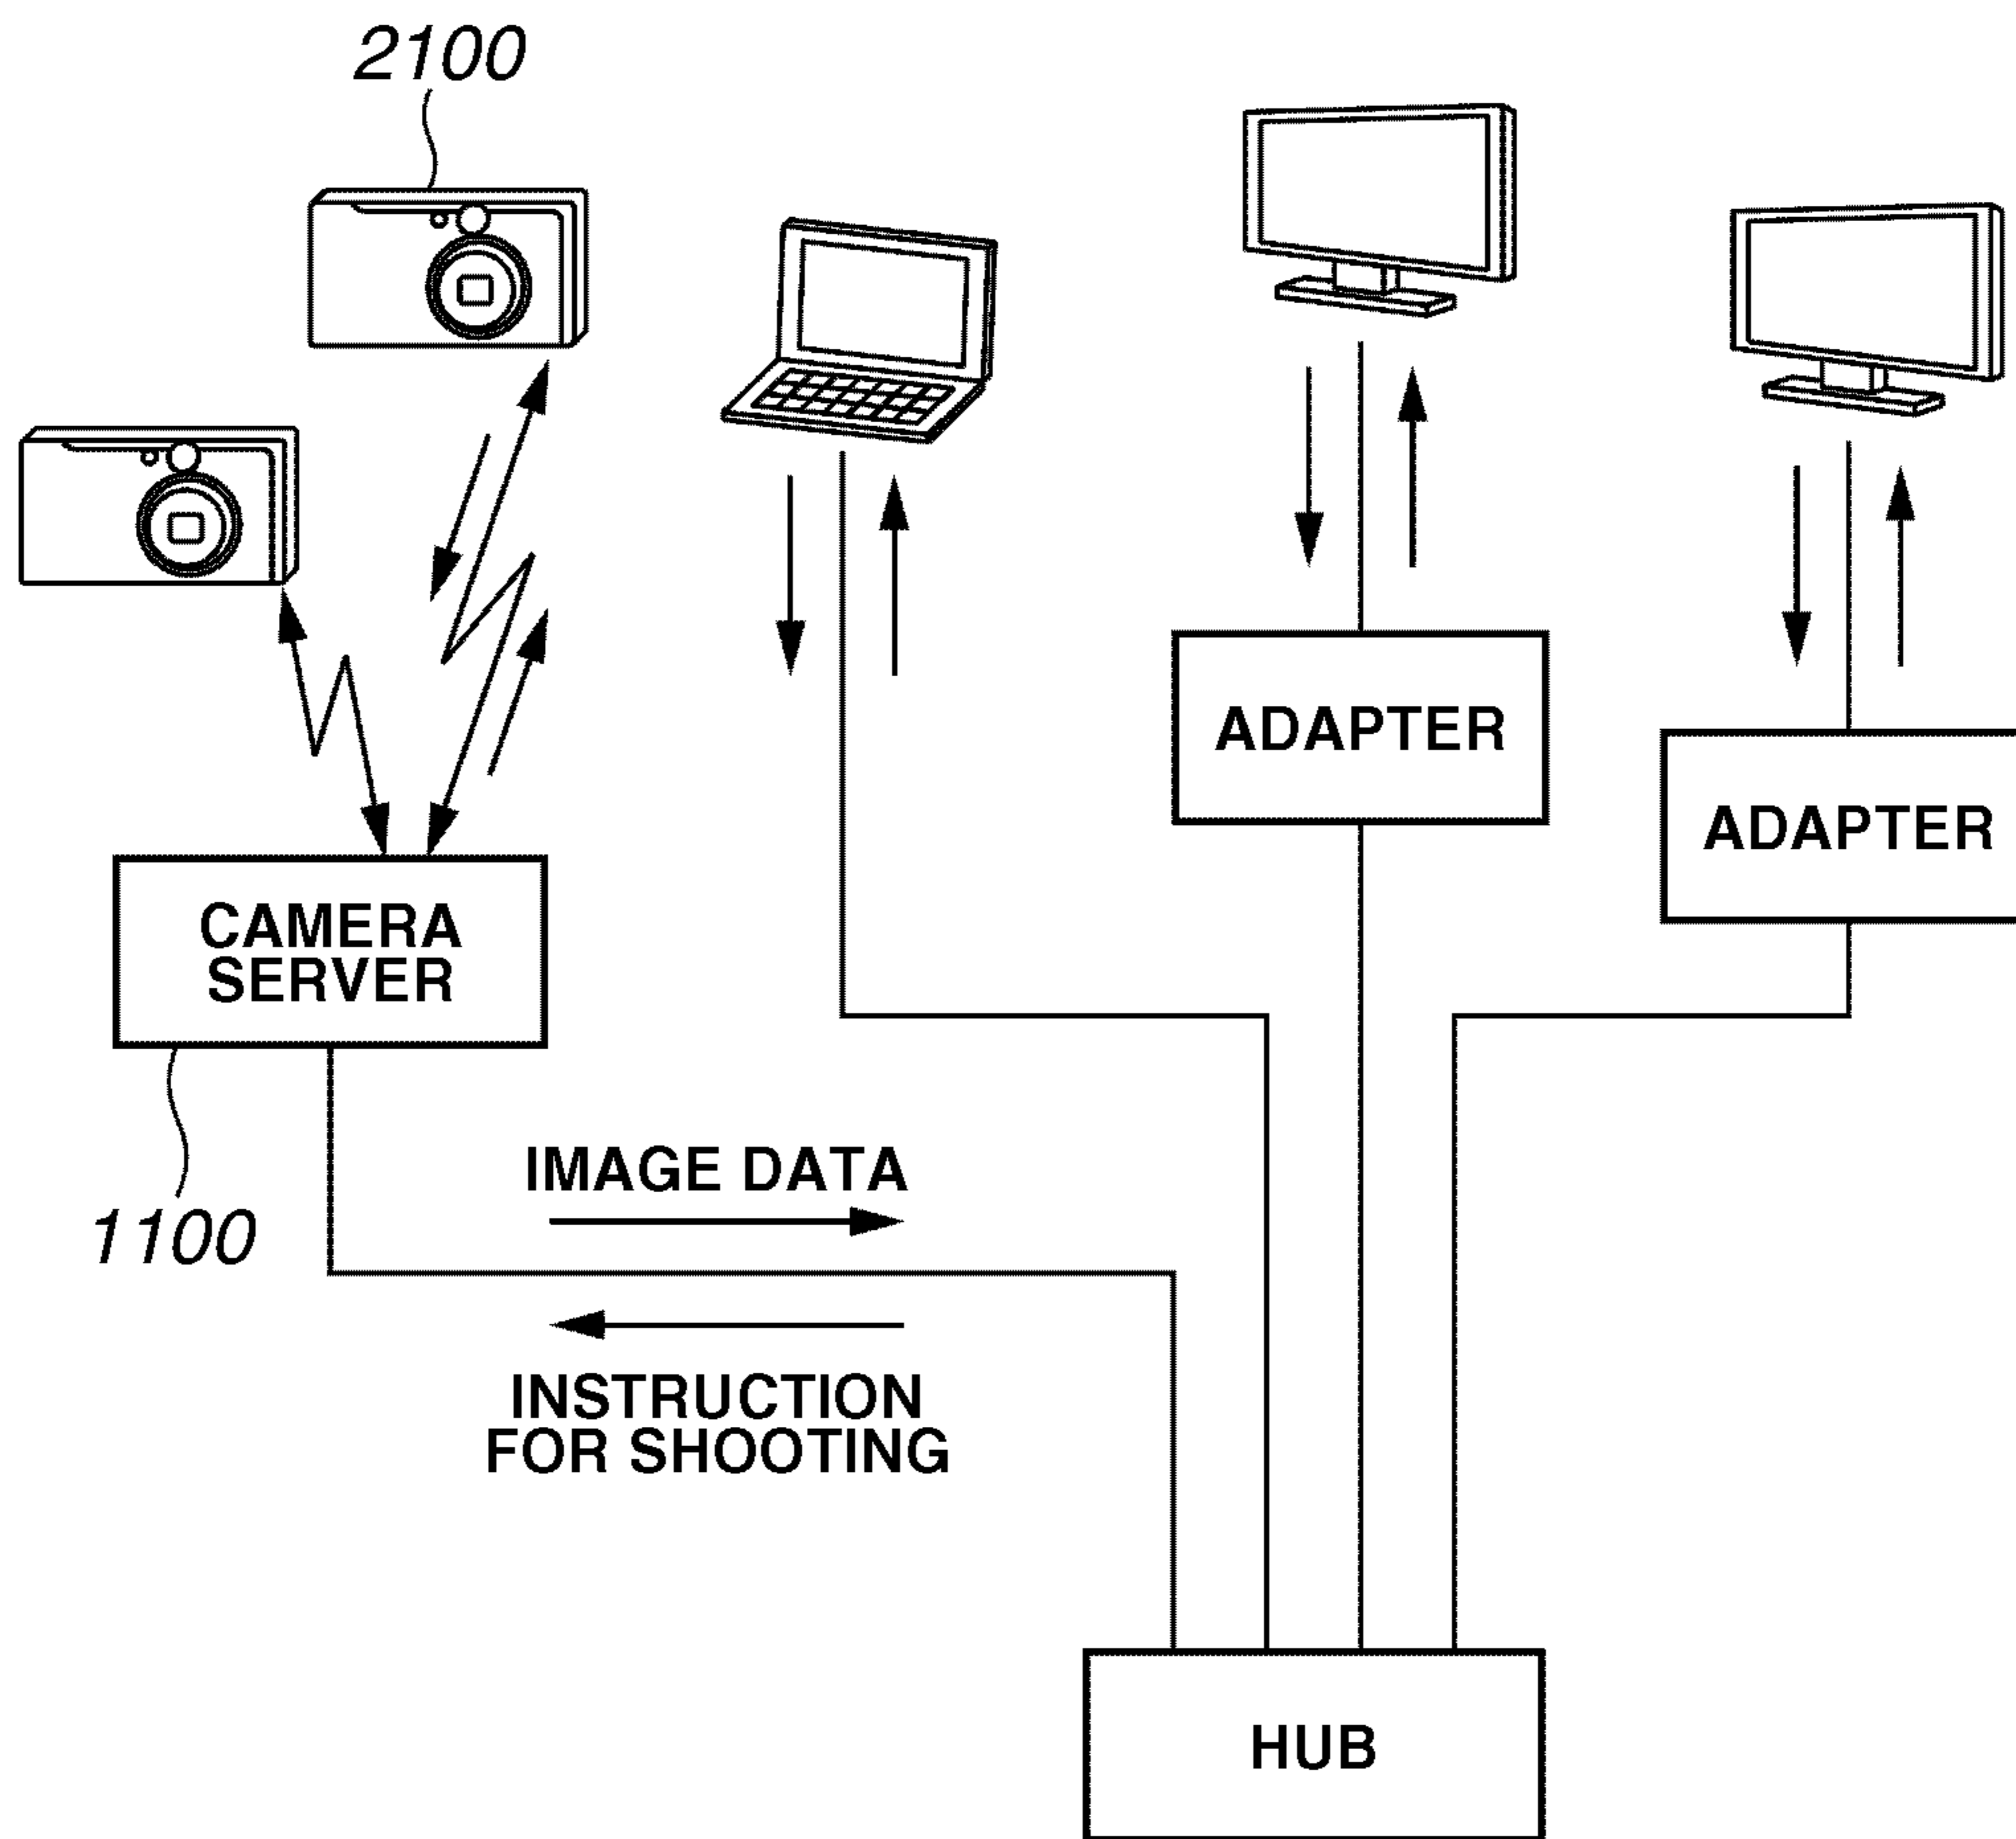 2100
ADAPTER
ADAPTER
CAMERA
SERVER
1100
IMAGE DATA
INSTRUCTION
FOR SHOOTING
HUB